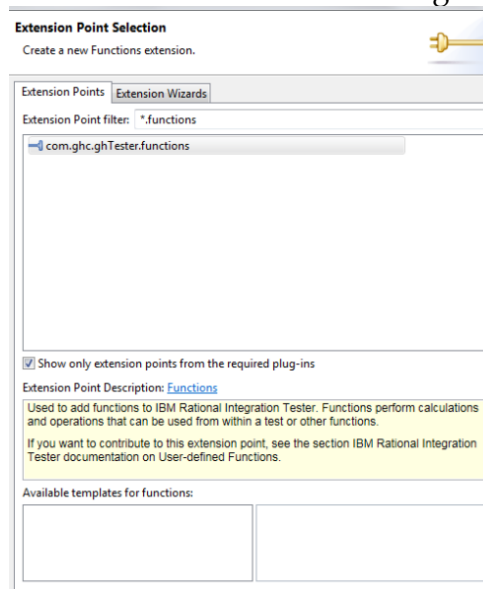 Extension Point Selection
Create a new Functions extension.
Extension Points Extension Wizards
Extension Point filter: *.functions
com.ghc.ghTester.functions
Show only extension points from the required plug-ins
Extension Point Description: Functions
Used to add functions to IBM Rational Integration Tester. Functions perform calculations
and operations that can be used from within a test or other functions.
If you want to contribute to this extension point, see the section IBM Rational Integration
Tester documentation on User-defined Functions.
Available templates for functions: